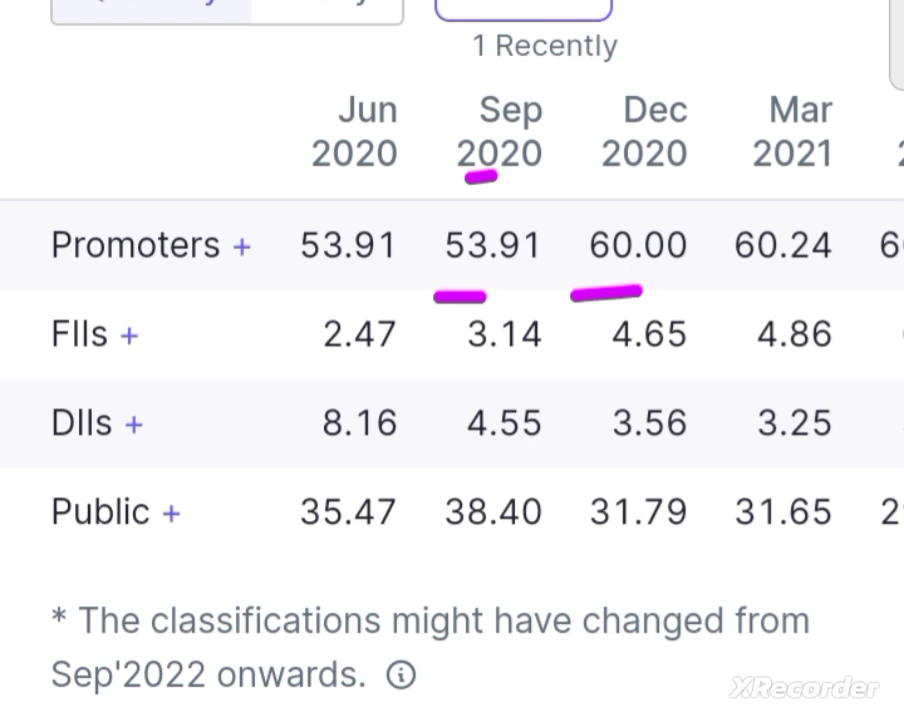 1 Recently
Jun Sep Dec Mar
2020 2020 2020 2021
Promoters + 53.91 53.91 60.00 60.24
FIIs + 2.47 3.14 4.65 4.86
DIIs + 8.16 4.55 3.56 3.25
Public + 35.47 38.40 31.79 31.65
* The classifications might have changed from
Sep'2022 onwards.
XRecorder